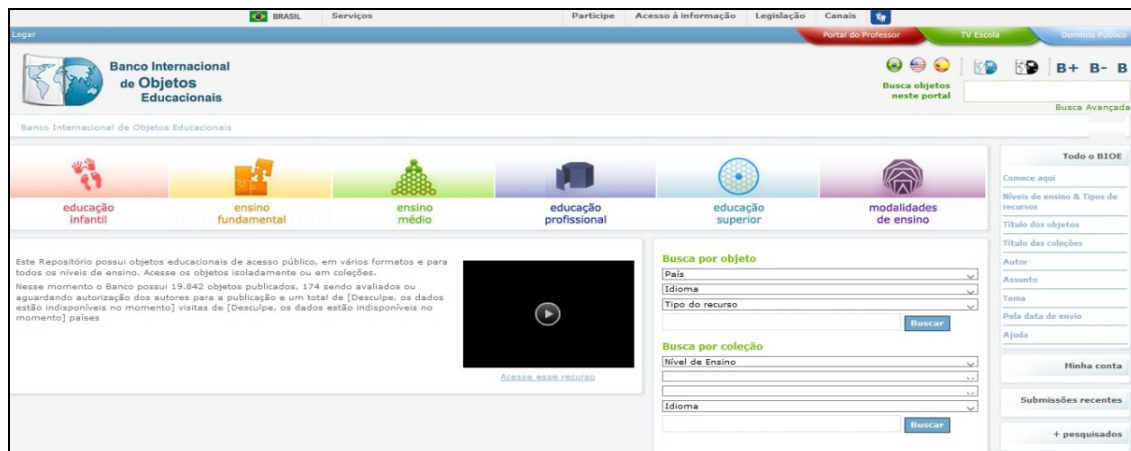 BRASIL Serviços Participe Acesso à informação Legislação Canais
Logar Portal do Professor TV Escola Domínio Público
Banco Internacional
de Objetos
Educacionais
B+ B- B
Busca objetos
neste portal
Busca Avançada
Banco Internacional de Objetos Educacionais
educação
infantil
ensino
fundamental
ensino
médio
educação
profissional
educação
superior
modalidades
de ensino
Este Repositório possui objetos educacionais de acesso público, em vários formatos e para
todos os níveis de ensino. Acesse os objetos isoladamente ou em coleções.
Nesse momento o Banco possui 19.842 objetos publicados, 174 sendo avaliados ou
aguardando autorização dos autores para a publicação e um total de [Desculpe, os dados
estão indisponíveis no momento] visitas de [Desculpe, os dados estão indisponíveis no
momento] países
Acesse esse recurso
Busca por objeto
País
Idioma
Tipo do recurso
Buscar
Busca por coleção
Nível de Ensino
Idioma
Buscar
Todo o BIOE
Comece aqui
Níveis de ensino & Tipos de
recursos
Título dos objetos
Título das coleções
Autor
Assunto
Tema
Pela data de envio
Ajuda
Minha conta
Submissões recentes
+ pesquisados